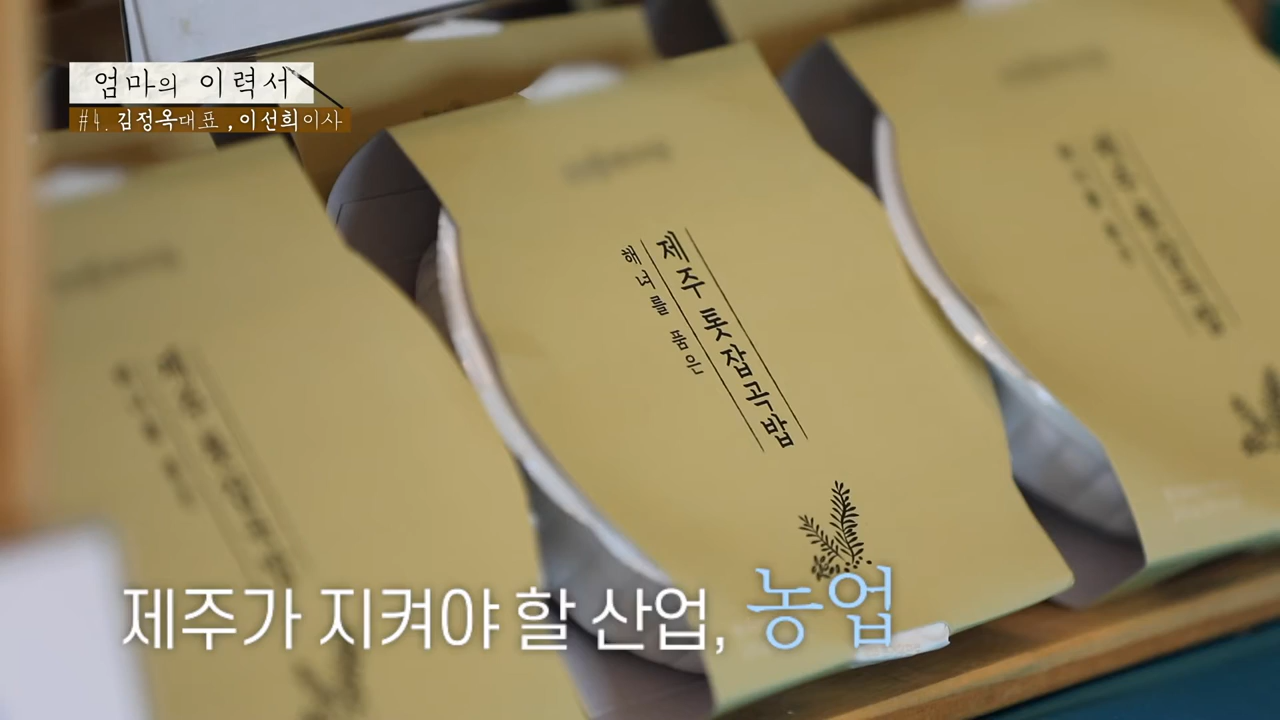 엄마의 이력서
#4. 김정옥대표, 이선희이사
제주 톳잡곡밥
해녀를 품은
제주가 지켜야 할 산업, 농업